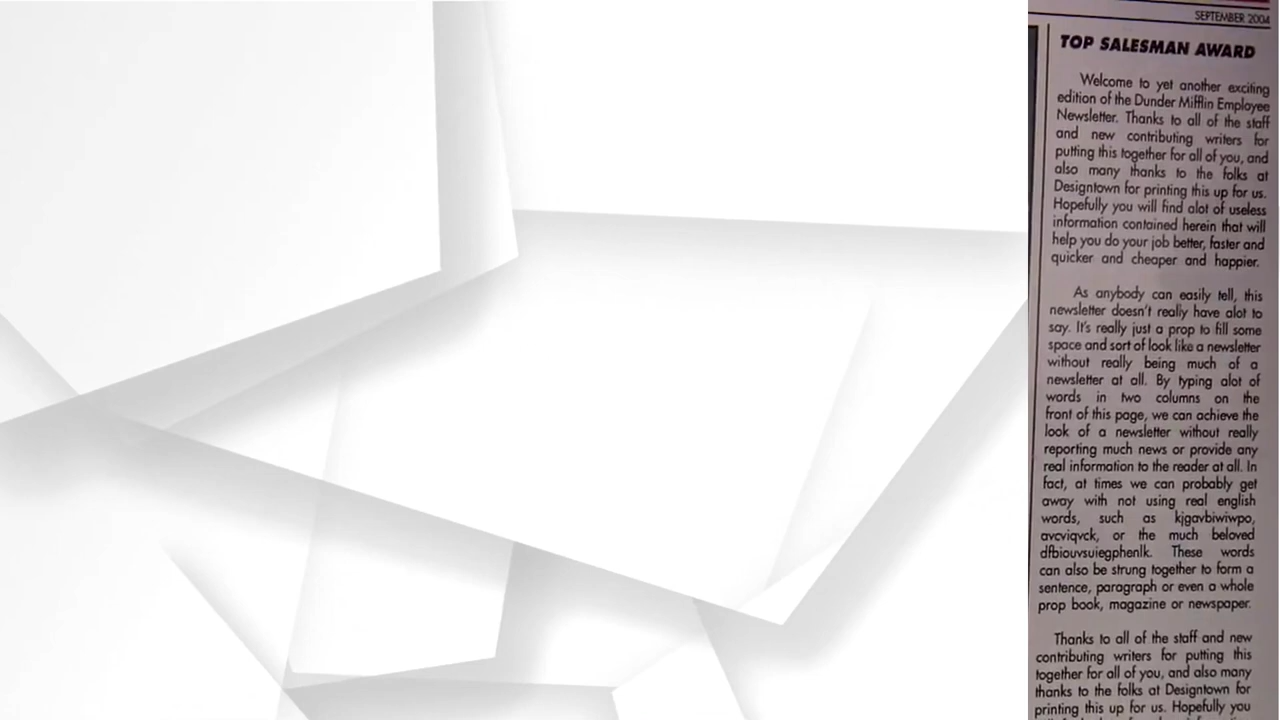 SEPTEMBER 2004
TOP SALESMAN AWARD
Welcome to yet another exciting
edition of the Dunder Mifflin Employee
Newsletter. Thanks to all of the staff
and new contributing writers for
putting this together for all of you, and
also many thanks to the folks at
Designtown for printing this up for us.
Hopefully you will find alot of useless
information contained herein that will
help you do your job better, faster and
quicker and cheaper and happier.
As anybody can easily tell, this
newsletter doesn't really have alot to
say. It's really just a prop to fill some
space and sort of look like a newsletter
without really being much of a
newsletter at all. By typing alot of
words in two columns on the
front of this page, we can achieve the
look of a newsletter without really
reporting much news or provide any
real information to the reader at all. In
fact, at times we can probably get
away with not using real english
words, such as kjgavbiwiwpo,
avcviqvck, or the much beloved
dfbiouvsuiegphenlk. These words
can also be strung together to form a
sentence, paragraph or even a whole
prop book, magazine or newspaper.
Thanks to all of the staff and new
contributing writers for putting this
together for all of you, and also many
thanks to the folks at Designtown for
printing this up for us. Hopefully you